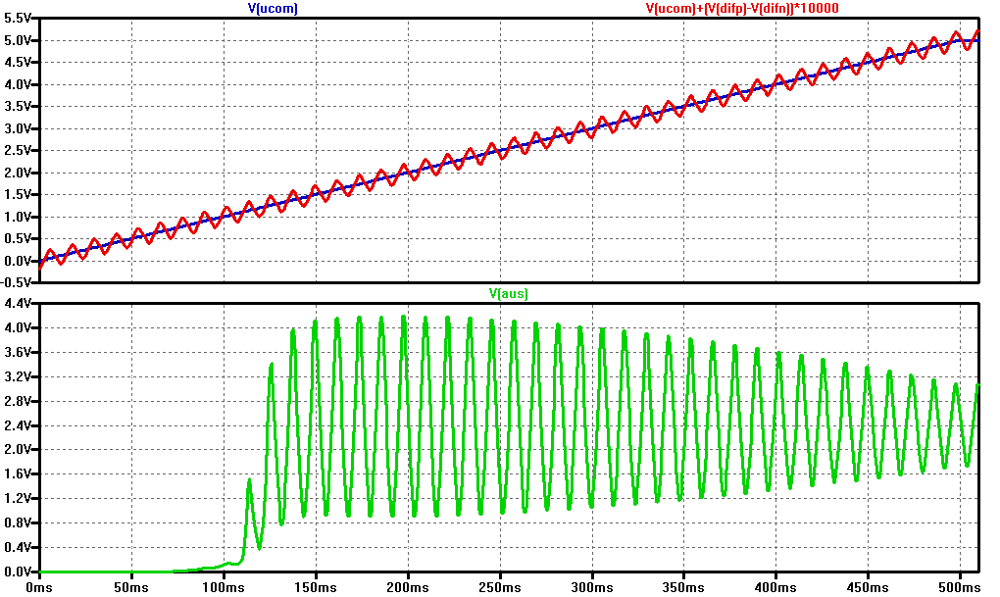 V(ucom) V(ucom)+(V(difp)-V(difn))*10000
5.5V
5.0V
4.5V
4.0V
3.5V
3.0V
2.5V
2.0V
1.5V
1.0V
0.5V
0.0V
-0.5V
V(aus)
4.4V
4.0V
3.6V
3.2V
2.8V
2.4V
2.0V
1.6V
1.2V
0.8V
0.4V
0.0V
0ms 50ms 100ms 150ms 200ms 250ms 300ms 350ms 400ms 450ms 500ms